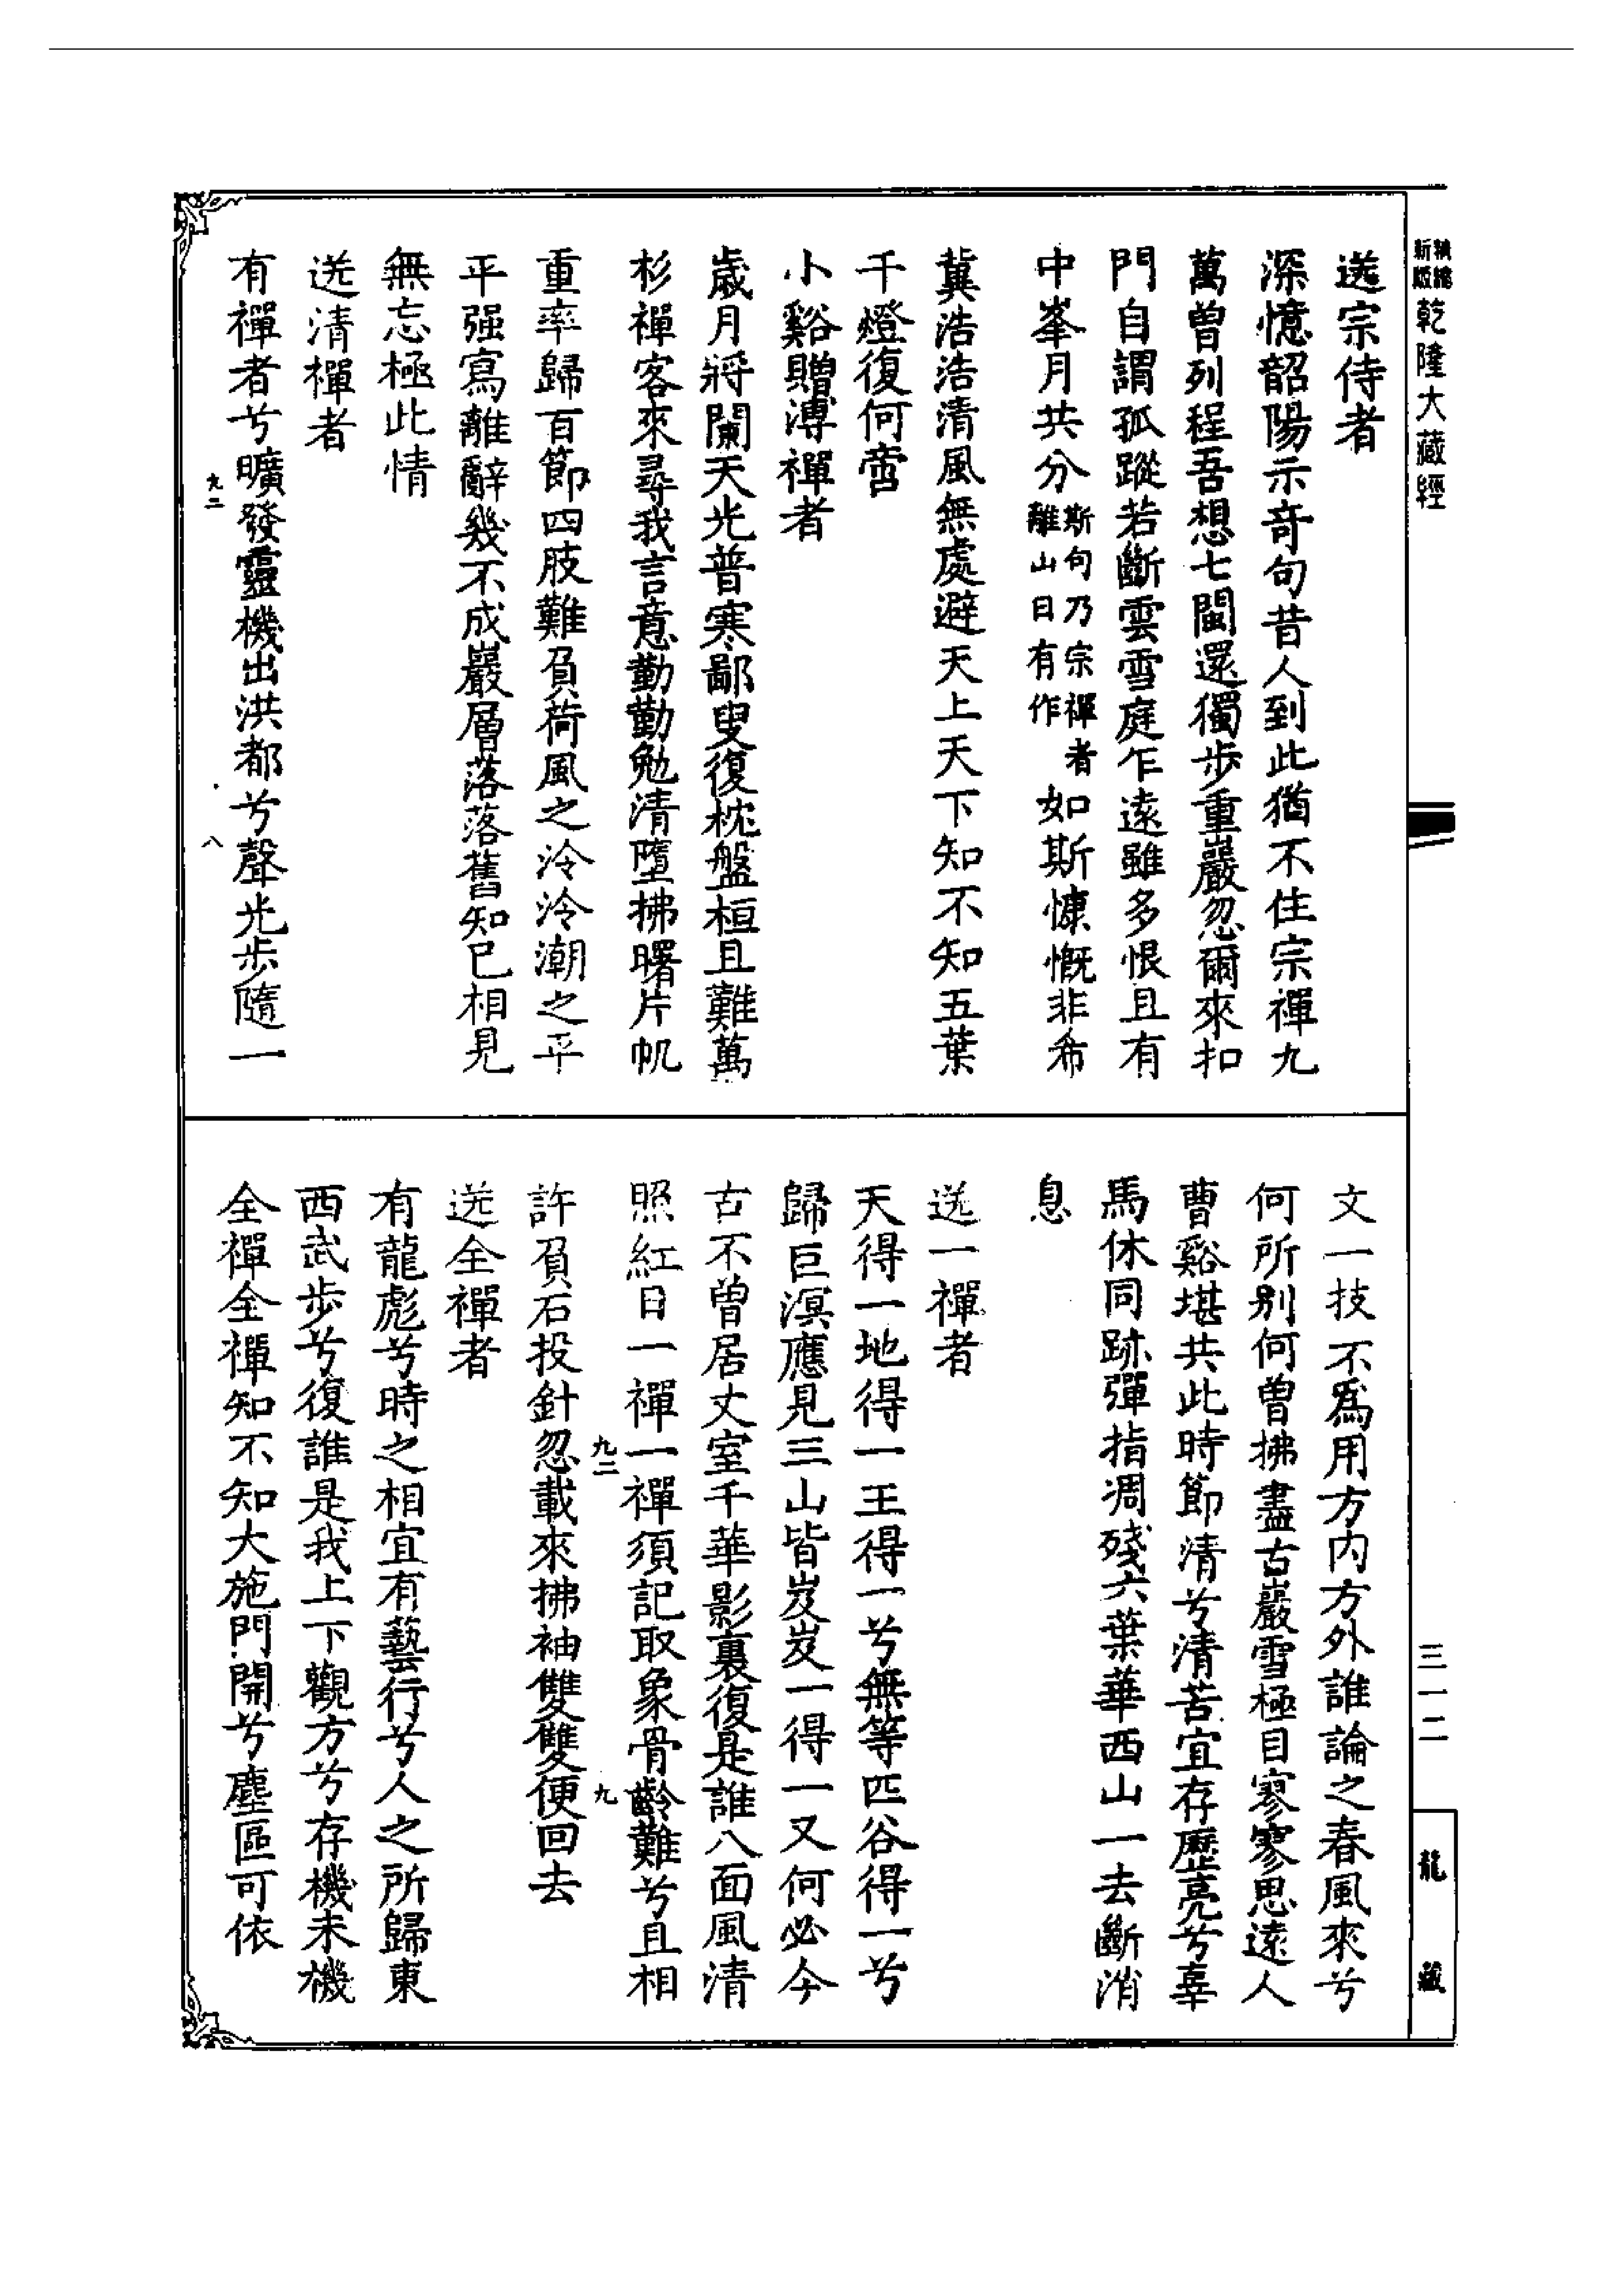 精縮新版乾隆大藏經
送宗侍者
深憶韶陽示奇句昔人到此猶不住宗禪九
萬曾列程吾想七閩還獨步重巖忽爾來扣
門自謂孤蹤若斷雲雪庭乍遠雖多恨且有
中峯月共分斯句乃宗禪者離山日有作如斯慷慨非希
冀浩浩清風無處避天上天下知不知五葉
千燈復何啻
小谿贈溥禪者
歲月將闌天光普寒鄙叟復枕盤桓且難萬
杉禪客來尋我言意勤勤勉清墮拂曙片帆
重率歸百節四肢難負荷風之泠泠潮之平
平强寫離辭幾不成巖層落落舊知已相見
無忘極此情
送清禪者
有禪者兮曠發靈機出洪都兮聲光步隨一
九二
八
文一技不爲用方内方外誰論之春風來兮
何所別何曾拂盡古巖雪極目寥寥思遠人
曹谿堪共此時節清兮清苦宜存歷亮兮辜
馬休同跡彈指凋殘六葉華西山一去斷消
息
送一禪者
天得一地得一王得一兮無等匹谷得一兮
歸巨溟應見三山皆岌岌一得一又何必今
古不曾居丈室千華影裏復是誰八面風清
照紅日一禪一禪須記取象骨齡難兮且相
九二
九
許負石投針忽載來拂袖雙雙便回去
送全禪者
有龍彪兮時之相宜有藝行兮人之所歸東
西武步兮復誰是我上下觀方兮存機未機
全禪全禪知不知大施門開兮塵區可依
三一二
龍藏